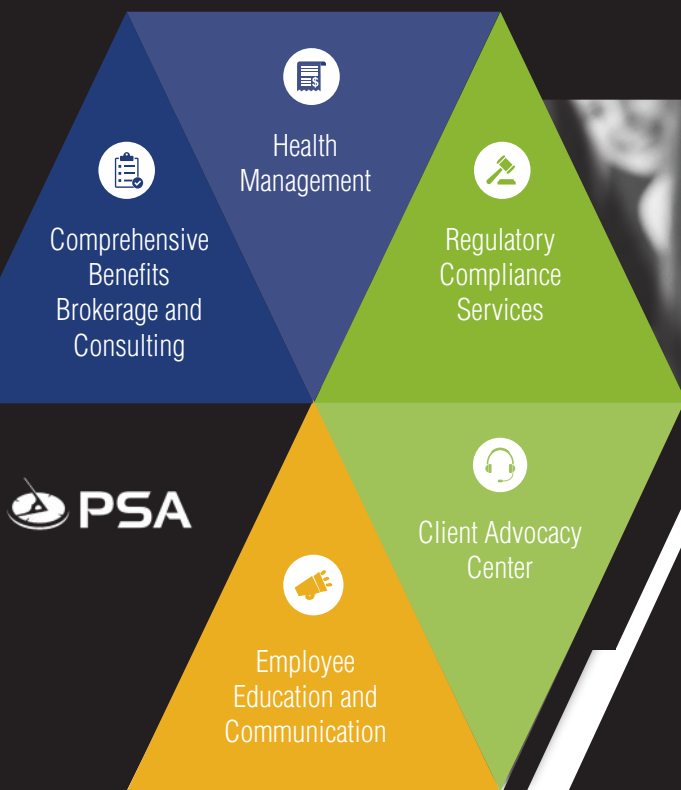 Health
Management
Comprehensive
Benefits
Brokerage and
Consulting
Regulatory
Compliance
Services
PSA
Client Advocacy
Center
Employee
Education and
Communication